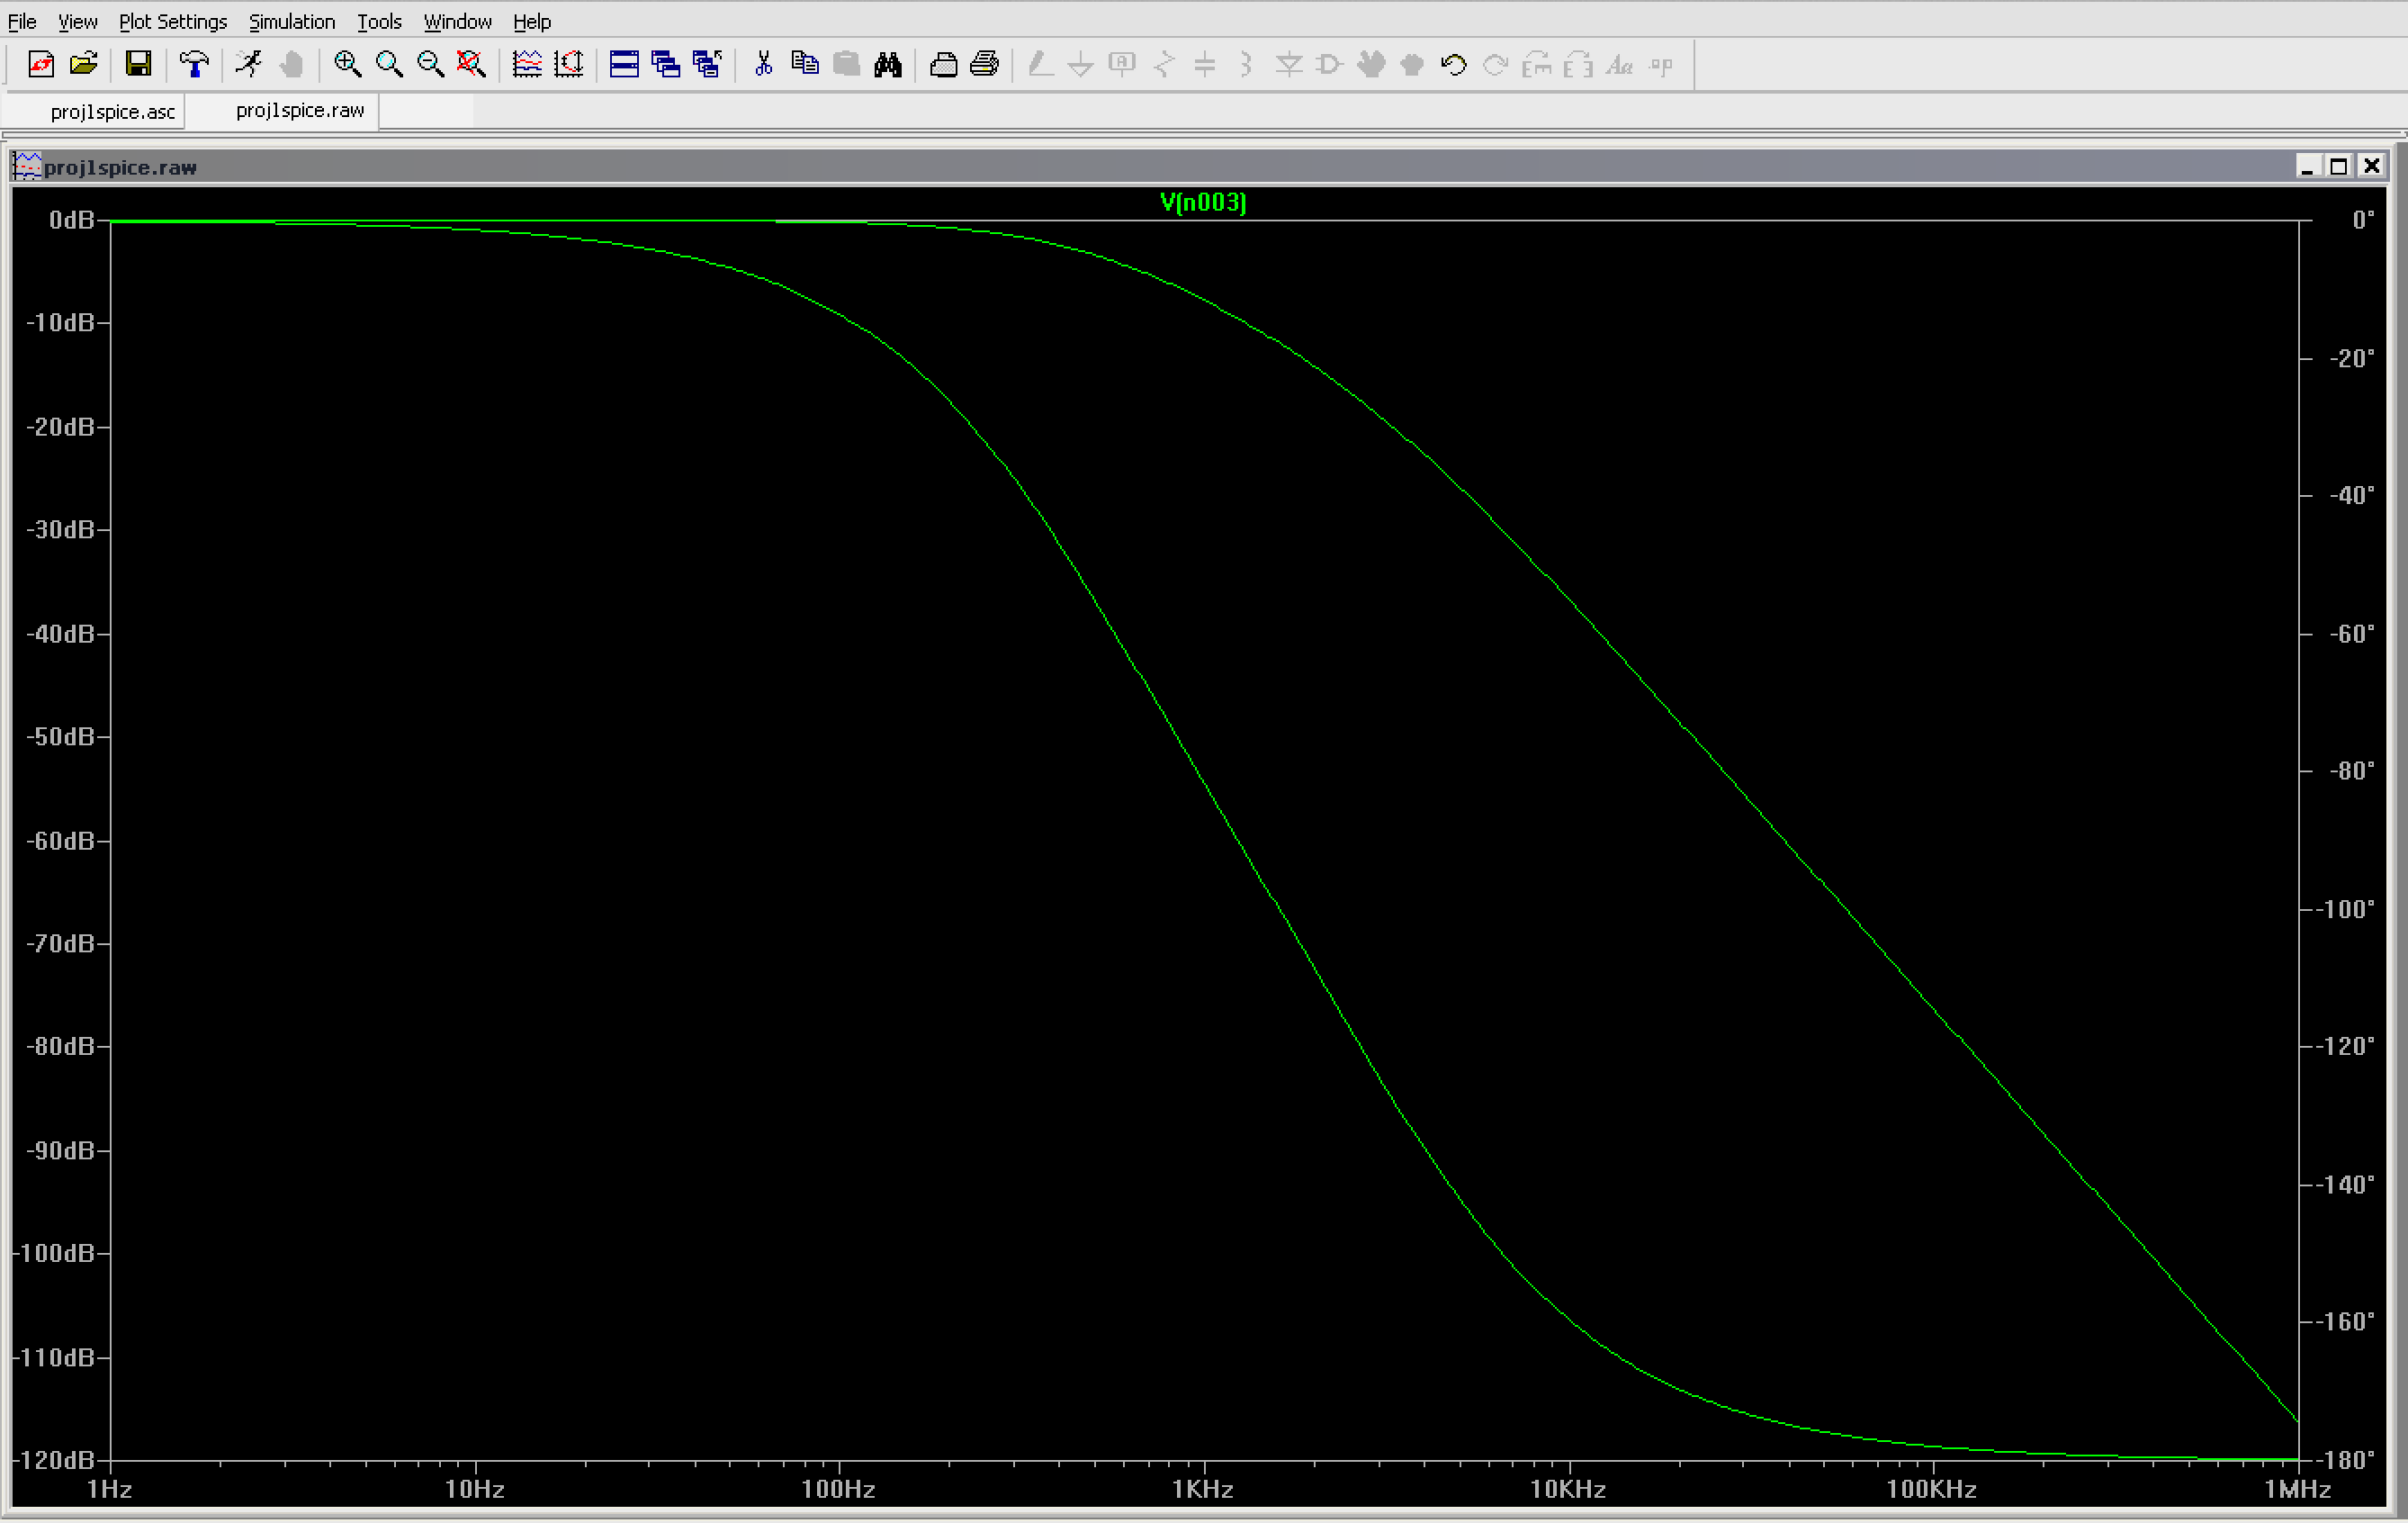 File View Plot Settings Simulation Tools Window Help
proj1spice.asc proj1spice.raw
proj1spice.raw
V(n003)
0dB 0°
-10dB
-20°
-20dB
-40°
-30dB
-40dB -60°
-50dB
-80°
-60dB
-100°
-70dB
-80dB -120°
-90dB
-140°
-100dB
-160°
-110dB
-120dB -180°
1Hz 10Hz 100Hz 1KHz 10KHz 100KHz 1MHz